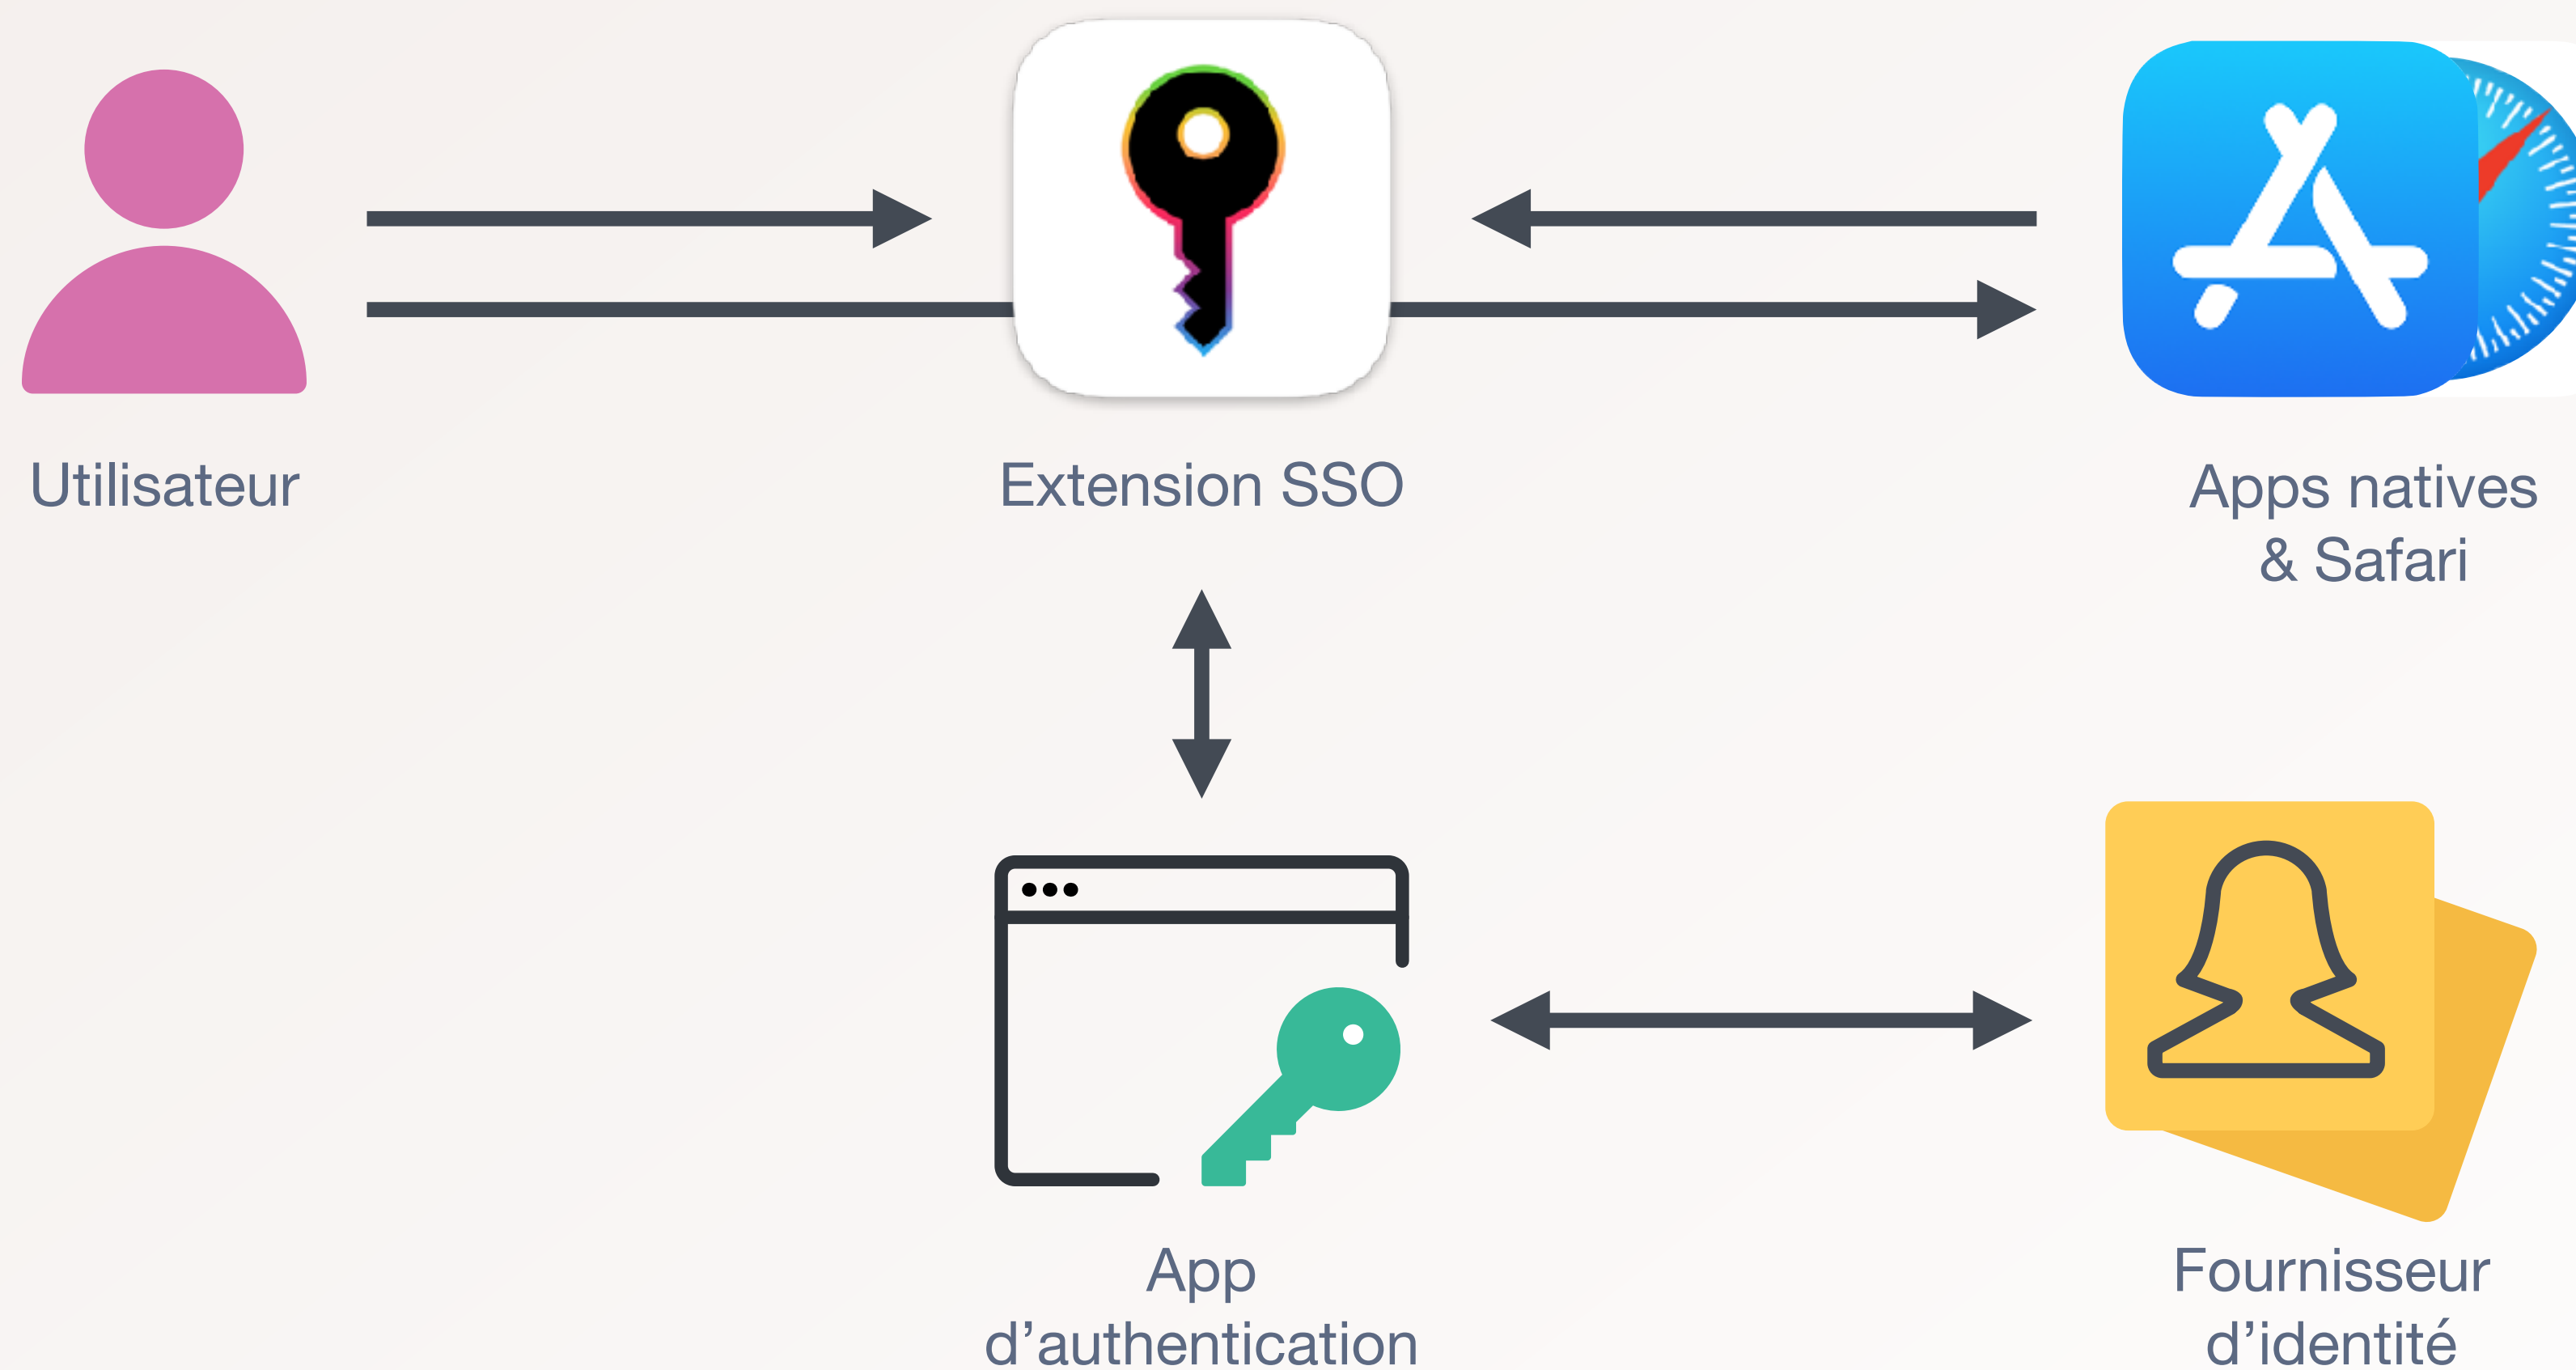 Utilisateur
Extension SSO
Apps natives
& Safari
App
d’authentication
Fournisseur
d’identité